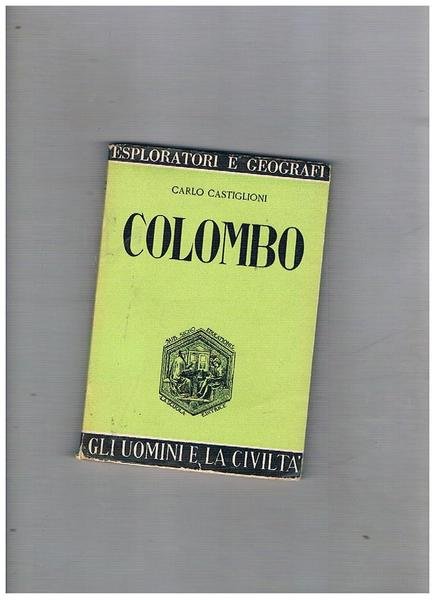 ESPLORATORI E GEOGRAFI
CARLO CASTIGLIONI
COLOMBO
LA SCUOLA EDITRICE
GLI UOMINI E LA CIVILTA'